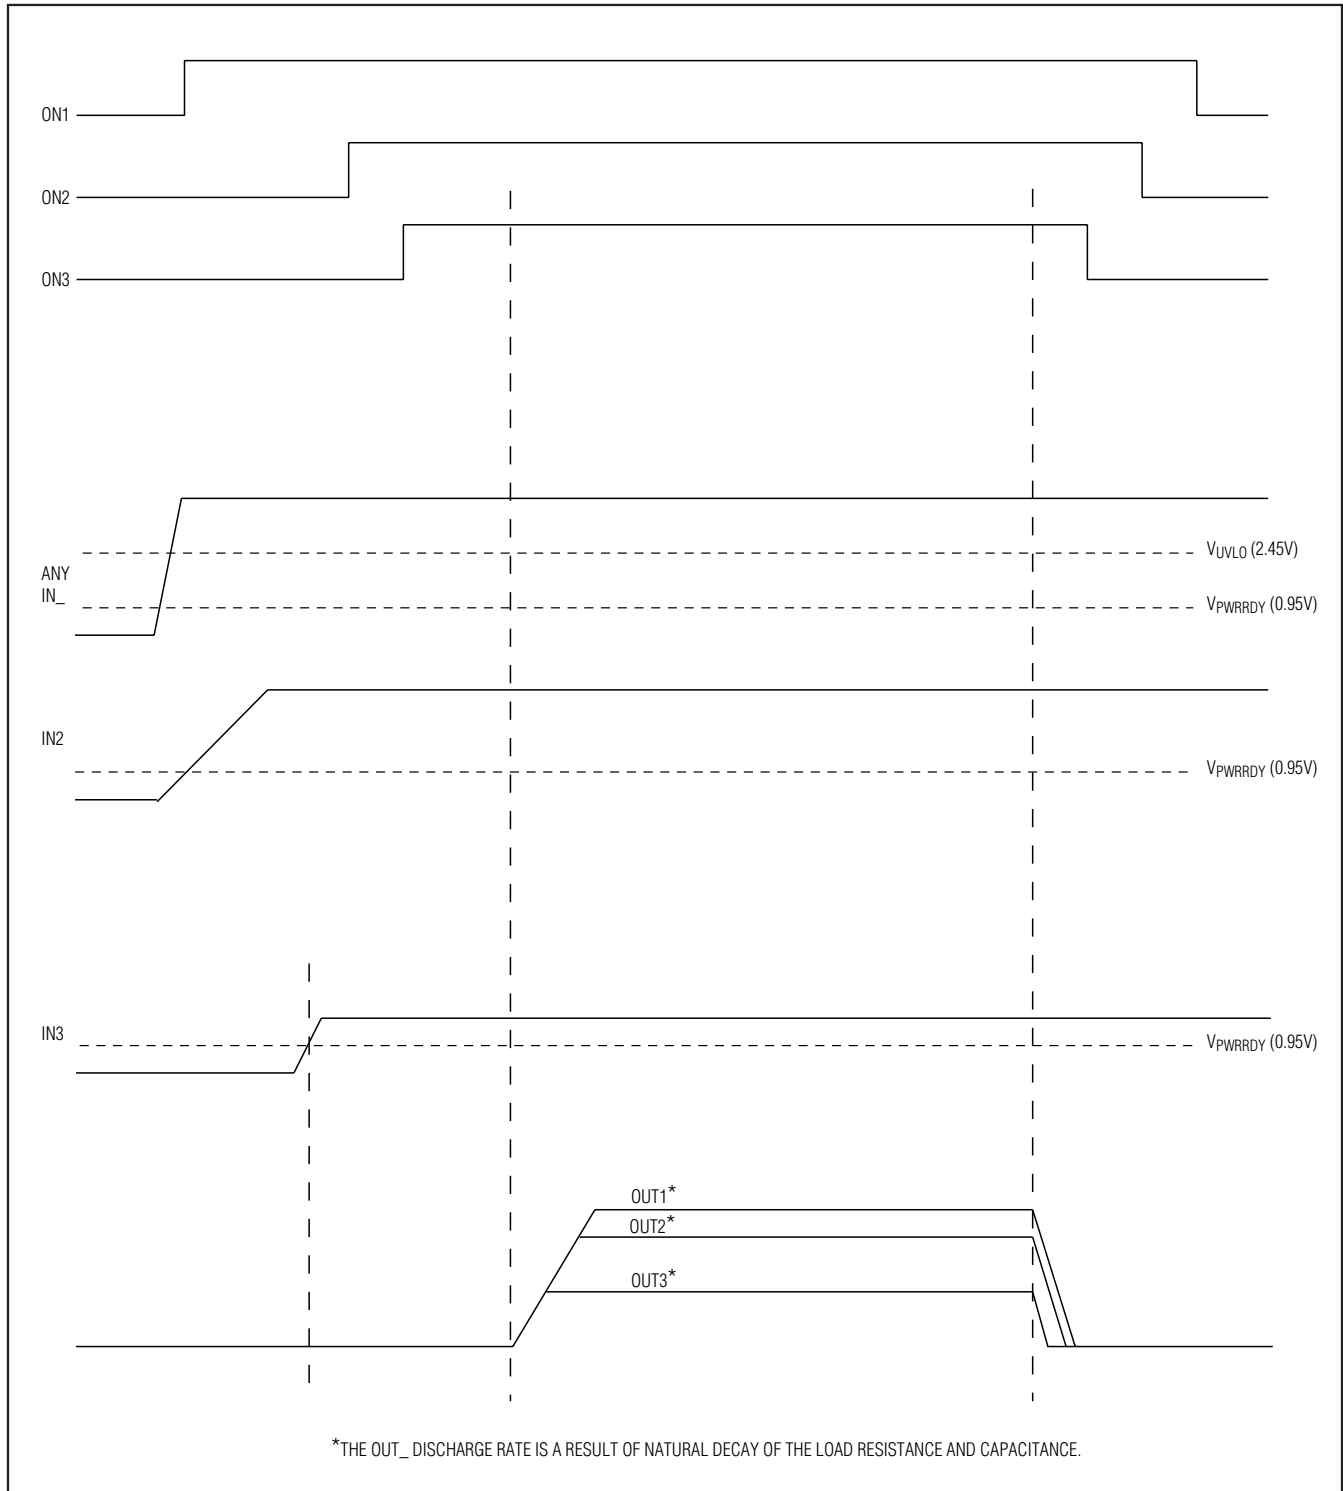 ON1
ON2
ON3
VUVLO (2.45V)
ANY
IN_
VPWRRDY (0.95V)
IN2
VPWRRDY (0.95V)
IN3
VPWRRDY (0.95V)
OUT1*
OUT2*
OUT3*
*THE OUT_ DISCHARGE RATE IS A RESULT OF NATURAL DECAY OF THE LOAD RESISTANCE AND CAPACITANCE.